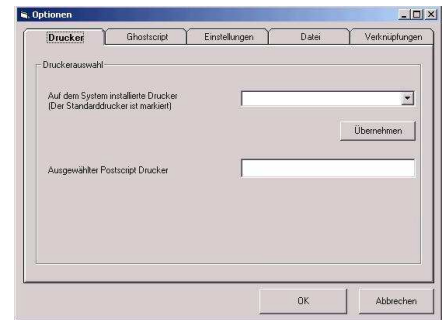 Optionen
Drucker Ghostscript Einstellungen Datei Verknüpfungen
Druckerauswahl
Auf dem System installierte Drucker
(Der Standarddrucker ist markiert)
Übernehmen
Ausgewählter Postscript Drucker
OK Abbrechen